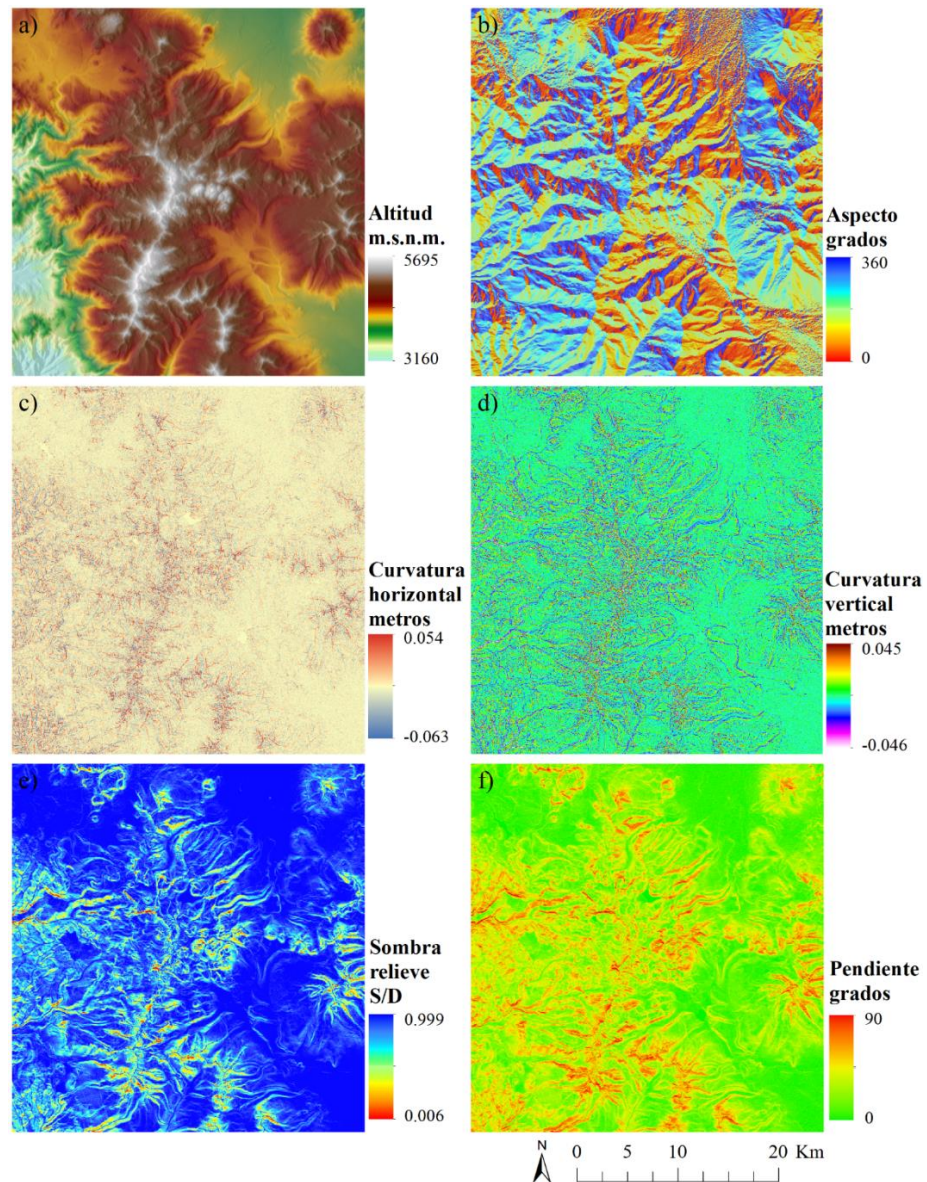 a)
Altitud
m.s.n.m.
5695
3160
b)
Aspecto
grados
360
0
c)
Curvatura
horizontal
metros
0.054
-0.063
d)
Curvatura
vertical
metros
0.045
-0.046
e)
Sombra
relieve
S/D
0.999
0.006
f)
Pendiente
grados
90
0
N
0 5 10 20 Km